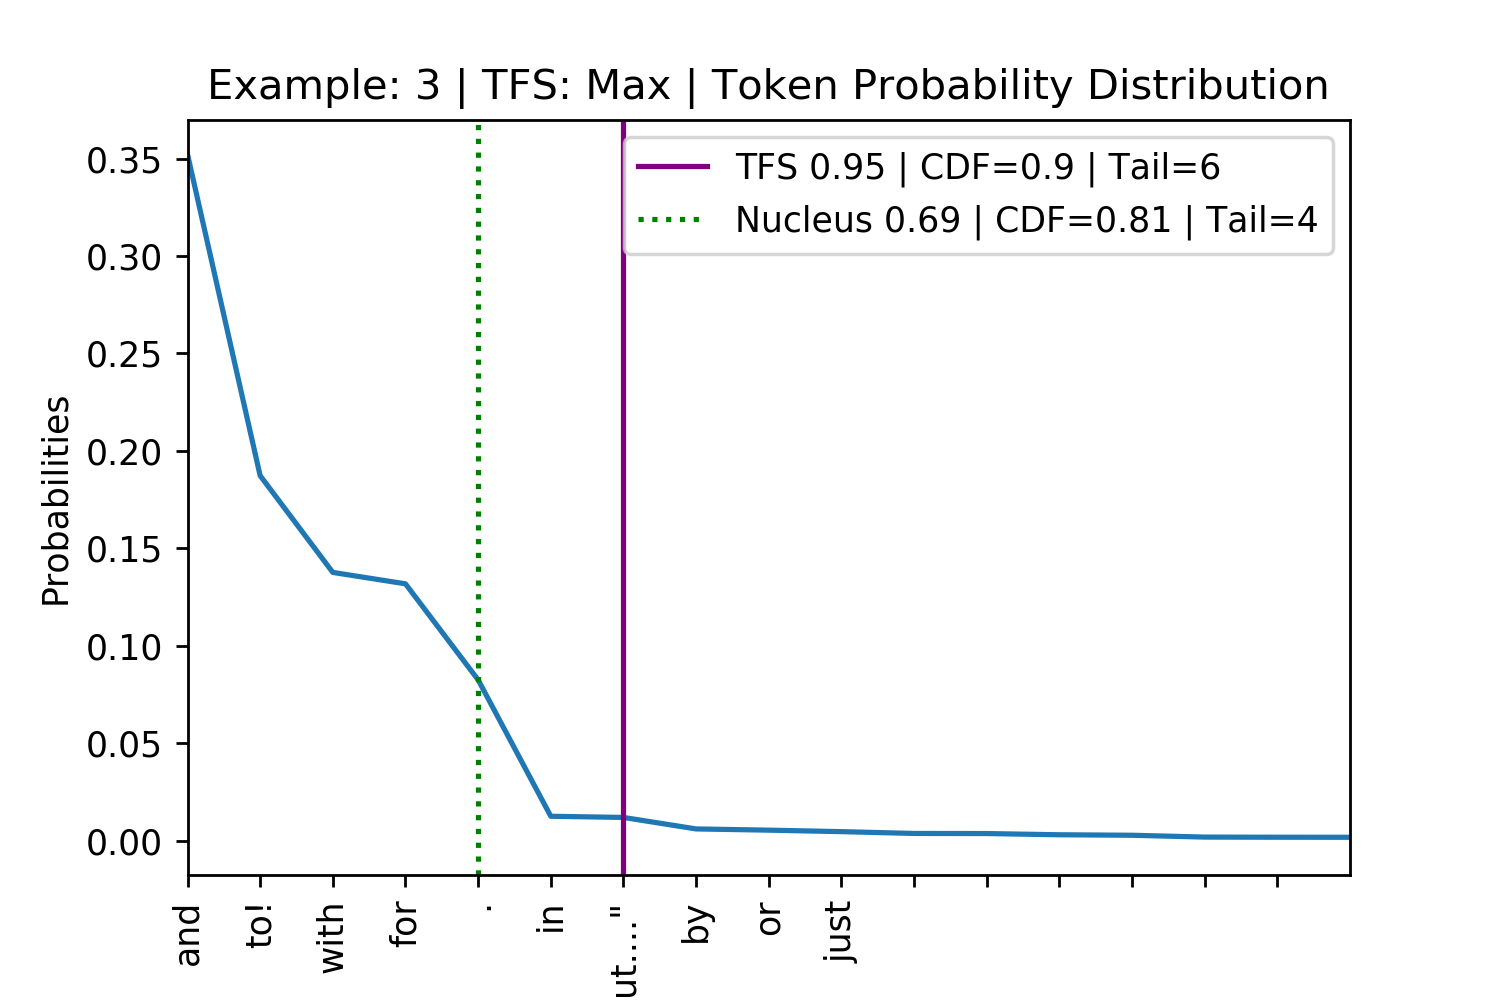 Example: 3 | TFS: Max | Token Probability Distribution
TFS 0.95 | CDF=0.9 | Tail=6
Nucleus 0.69 | CDF=0.81 | Tail=4
Probabilities
0.35
0.30
0.25
0.20
0.15
0.10
0.05
0.00
and
to!
with
for
.
in
ut...."
by
or
just